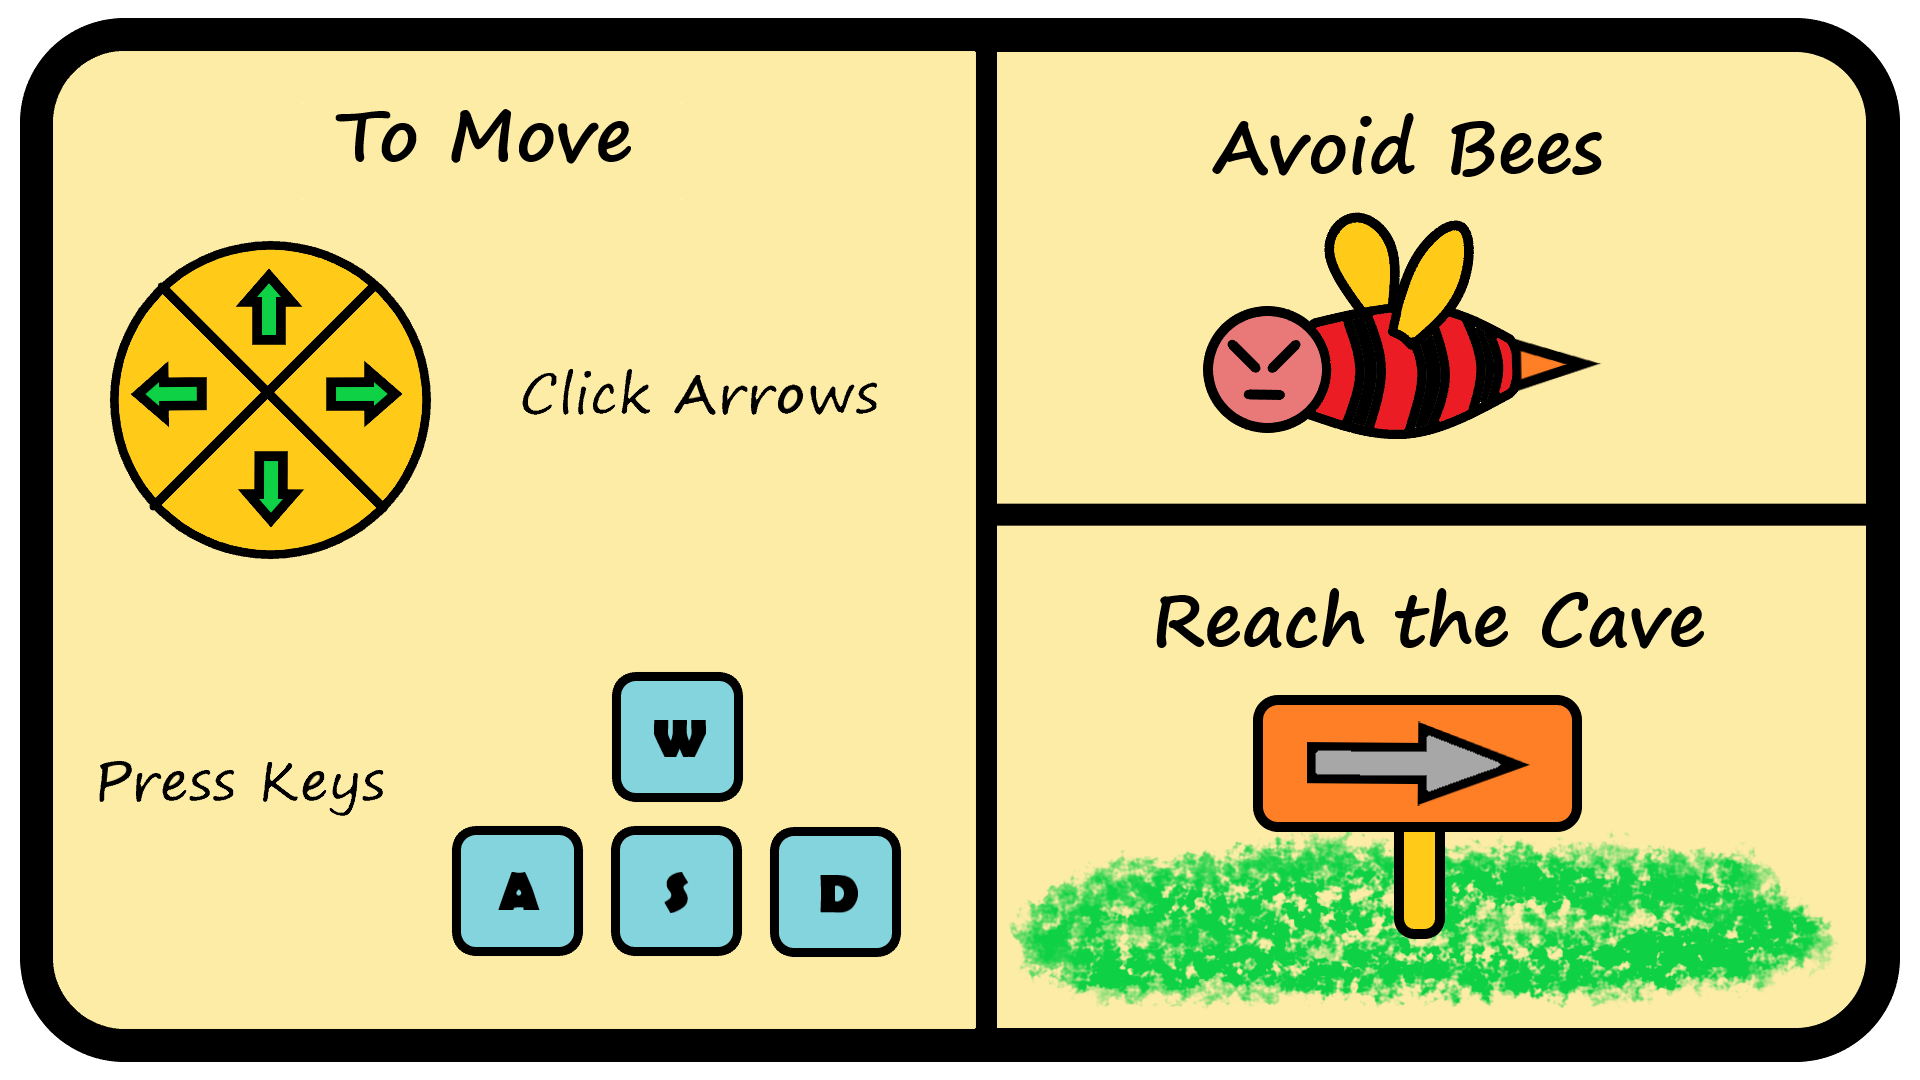 To Move
Click Arrows
Press Keys
W
A S D
Avoid Bees
Reach the Cave